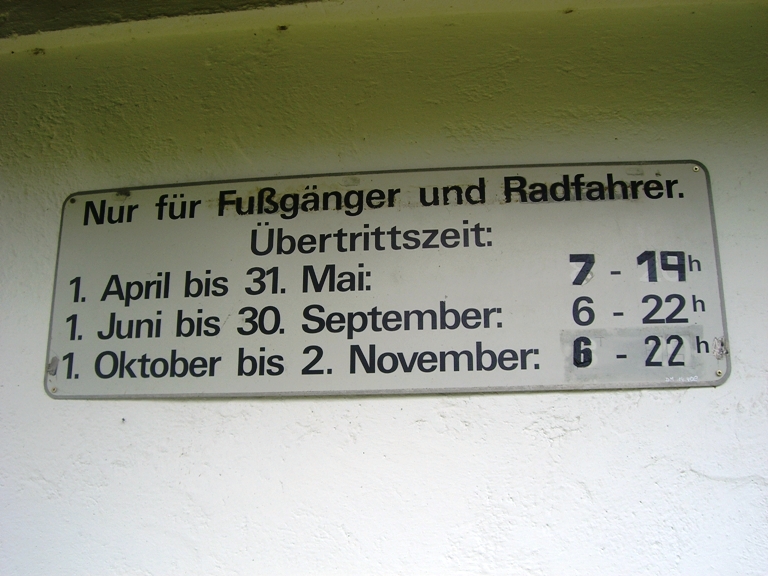 Nur für Fußgänger und Radfahrer.
Übertrittszeit:
1. April bis 31. Mai: 7 - 19h
1. Juni bis 30. September: 6 - 22h
1. Oktober bis 2. November: 6 - 22h